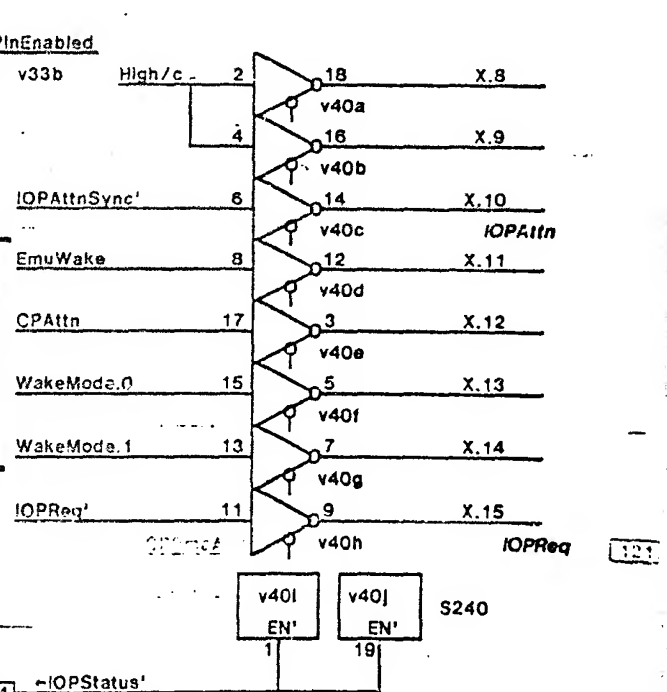 PInEnabled
v33b High/c 2 18 X.8
v40a
4 16 X.9
v40b
IOPAttnSync' 6 14 X.10
v40c IOPAttn
EmuWake 8 12 X.11
v40d
CPAttn 17 3 X.12
v40e
WakeMode.0 15 5 X.13
v40f
WakeMode.1 13 7 X.14
v40g
IOPReq' 11 9 X.15
v40h IOPReq 121
v40i v40j S240
EN' EN'
1 19
←IOPStatus'